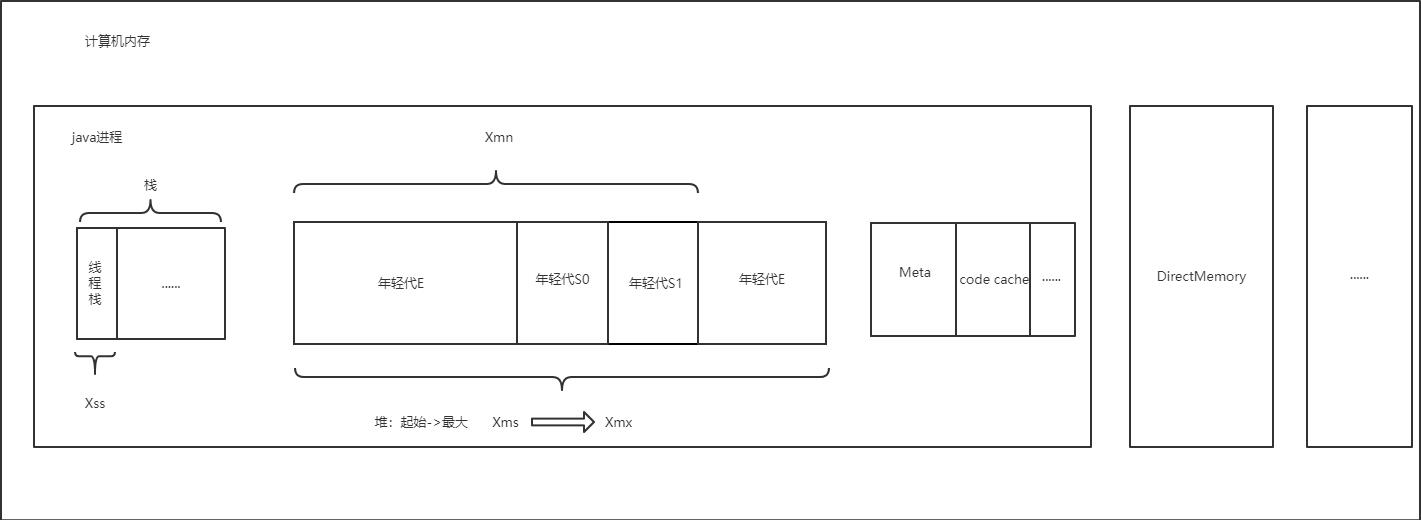 计算机内存
java进程
Xmn
栈
线
程
栈
......
年轻代E
年轻代S0
年轻代S1
年轻代E
Meta
code cache
......
DirectMemory
......
Xss
堆：起始->最大 Xms Xmx